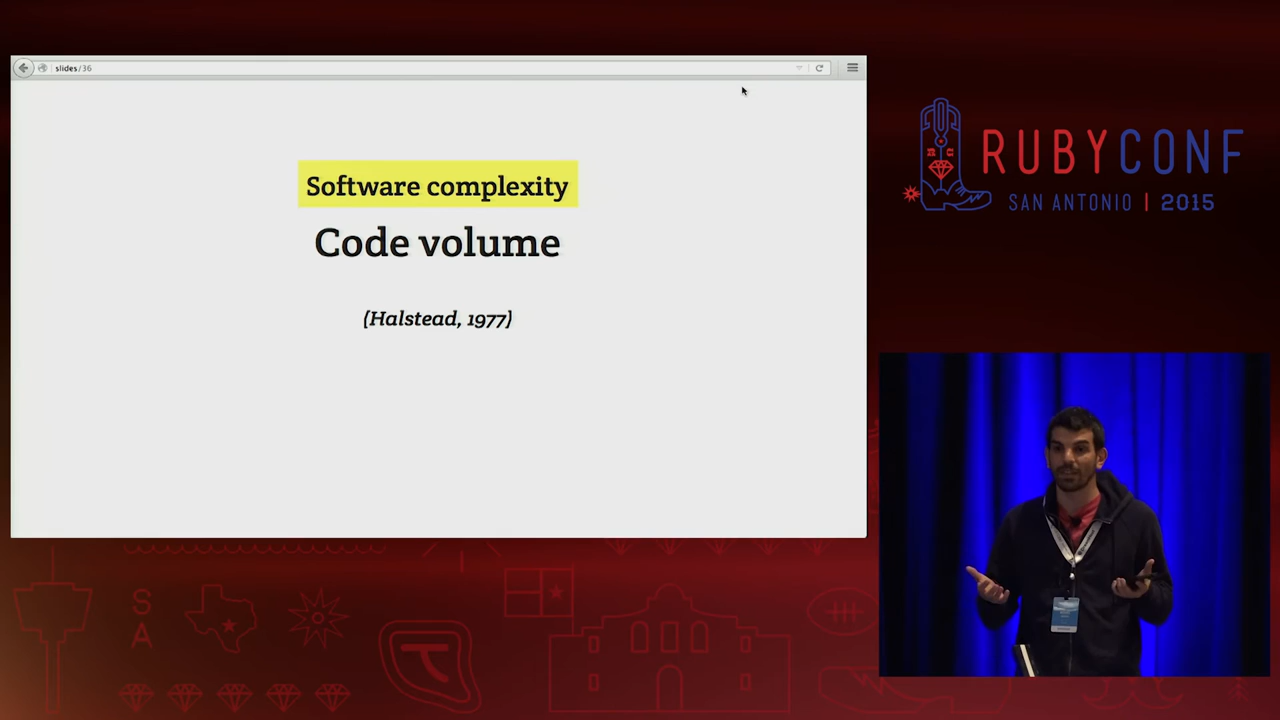 slides/36
Software complexity
Code volume
(Halstead, 1977)
RUBYCONF
SAN ANTONIO | 2015
S
A